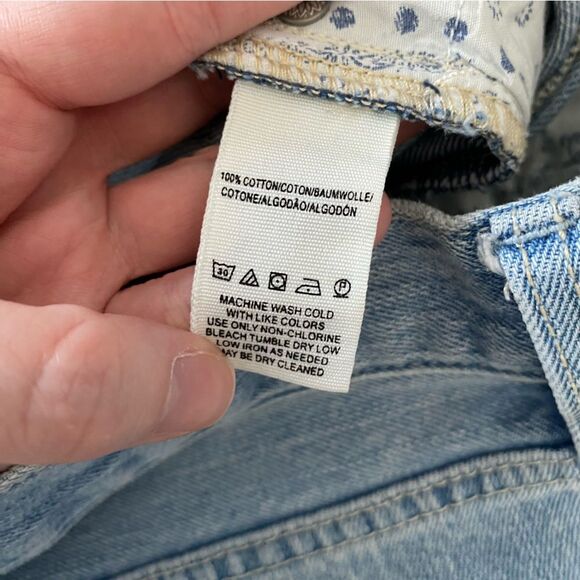 100% COTTON/COTON/BAUMWOLLE/
COTONE/ALGODÃO/ALGODÓN
30 P
MACHINE WASH COLD
WITH LIKE COLORS
USE ONLY NON-CHLORINE
BLEACH TUMBLE DRY LOW
LOW IRON AS NEEDED
MAY BE DRY CLEANED